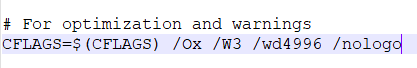 # For optimization and warnings
CFLAGS=$(CFLAGS) /Ox /W3 /wd4996 /nologo